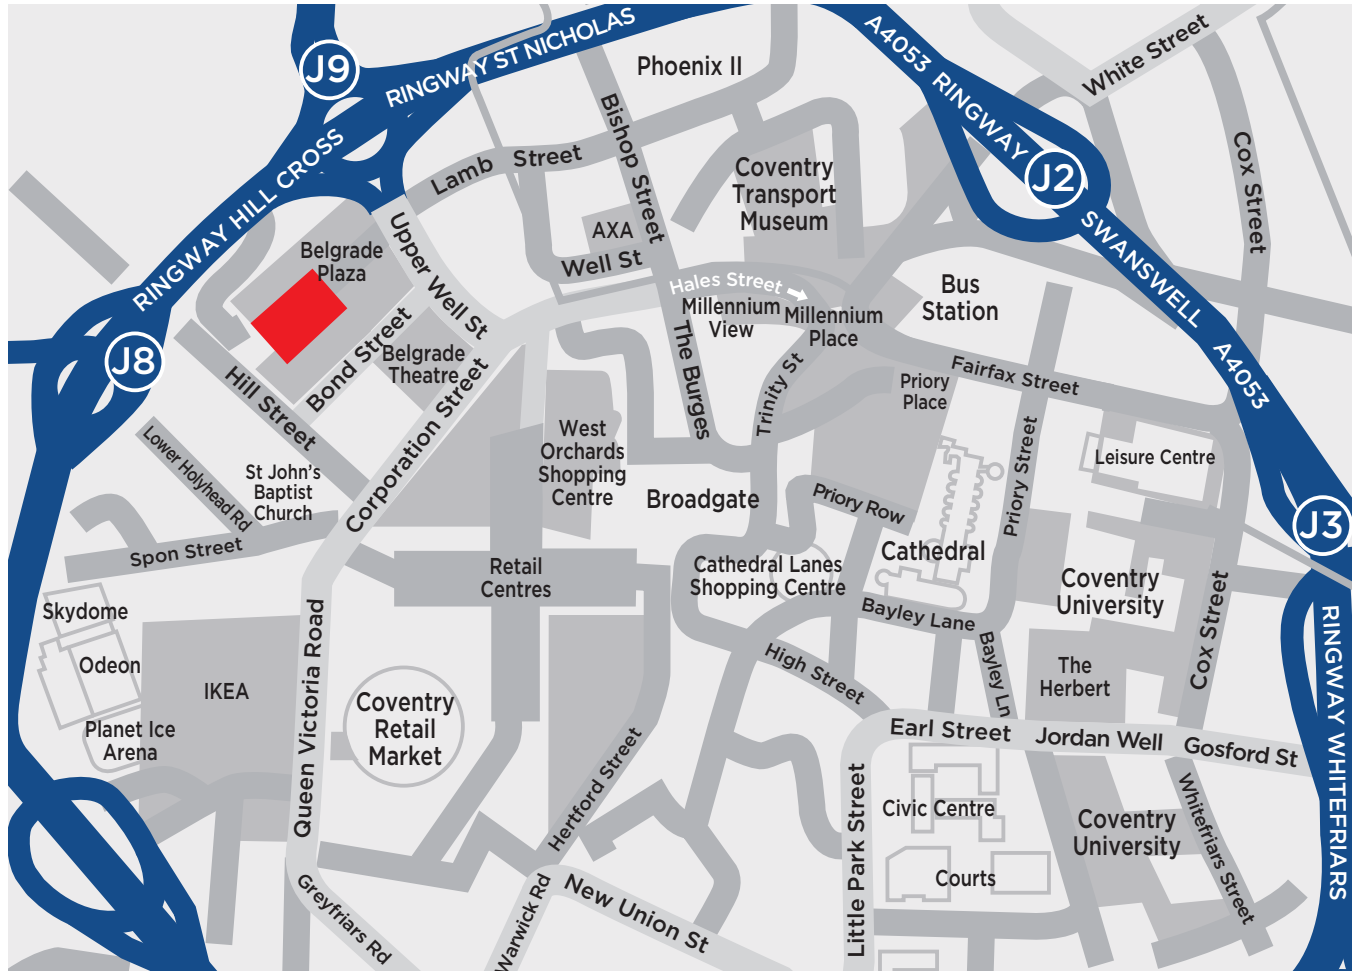 J9
RINGWAY ST NICHOLAS
A4053 RINGWAY
White Street
Phoenix II
Bishop Street
Cox Street
RINGWAY HILL CROSS
Lamb Street
Coventry
Transport
Museum
J2
SWANSWELL
A4053
Upper Well St
AXA
Well St
Belgrade
Plaza
Hales Street
Millennium
View
Millennium
Place
Bus
Station
J8
Bond Street
Belgrade
Theatre
Hill Street
The Burges
Trinity St
Fairfax Street
Priory
Place
Lower Holyhead Rd
St John's
Baptist
Church
Corporation Street
West
Orchards
Shopping
Centre
Broadgate
Priory Row
Priory Street
Leisure Centre
J3
Spon Street
Retail
Centres
Cathedral Lanes
Shopping Centre
Cathedral
Bayley Lane
Coventry
University
Cox Street
RINGWAY WHITEFRIARS
Skydome
Odeon
IKEA
Queen Victoria Road
Coventry
Retail
Market
High Street
Bayley Ln
The
Herbert
Planet Ice
Arena
Hertford Street
Earl Street
Jordan Well
Gosford St
Little Park Street
Civic Centre
Coventry
University
Whitefriars Street
Courts
Greyfriars Rd
Warwick Rd
New Union St